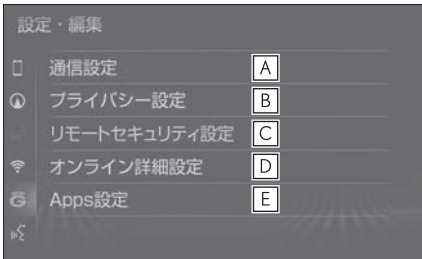 設定・編集
通信設定 A
プライバシー設定 B
リモートセキュリティ設定 C
オンライン詳細設定 D
Apps設定 E
G